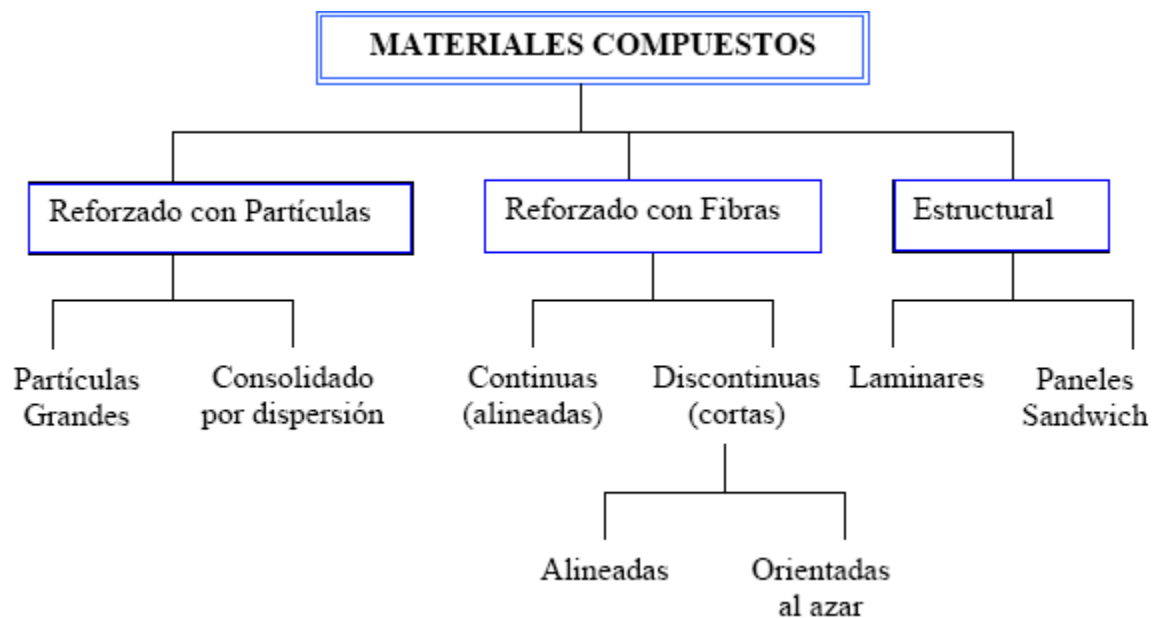 MATERIALES COMPUESTOS
Reforzado con Partículas
Reforzado con Fibras
Estructural
Partículas
Grandes
Consolidado
por dispersión
Continuas
(alineadas)
Discontinuas
(cortas)
Laminares
Paneles
Sandwich
Alineadas
Orientadas
al azar